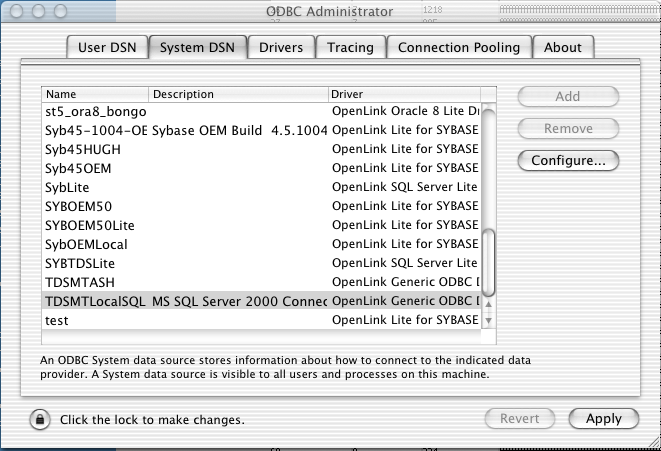 ODBC Administrator
1218
User DSN System DSN Drivers Tracing Connection Pooling About
Name Description Driver
st5_ora8_bongo OpenLink Oracle 8 Lite Dr
Syb45-1004-OE Sybase OEM Build 4.5.1004 OpenLink Lite for SYBASE
Syb45HUGH OpenLink Lite for SYBASE
Syb45OEM OpenLink Lite for SYBASE
SybLite OpenLink SQL Server Lite
SYBOEM50 OpenLink Lite for SYBASE
SYBOEM50Lite OpenLink Lite for SYBASE
SybOEMLocal OpenLink Lite for SYBASE
SYBTDSLite OpenLink SQL Server Lite
TDSMTASH OpenLink Generic ODBC D
TDSMTLocalSQL MS SQL Server 2000 Connec OpenLink Generic ODBC D
test OpenLink Lite for SYBASE
Add
Remove
Configure...
An ODBC System data source stores information about how to connect to the indicated data
provider. A System data source is visible to all users and processes on this machine.
Click the lock to make changes.
Revert Apply